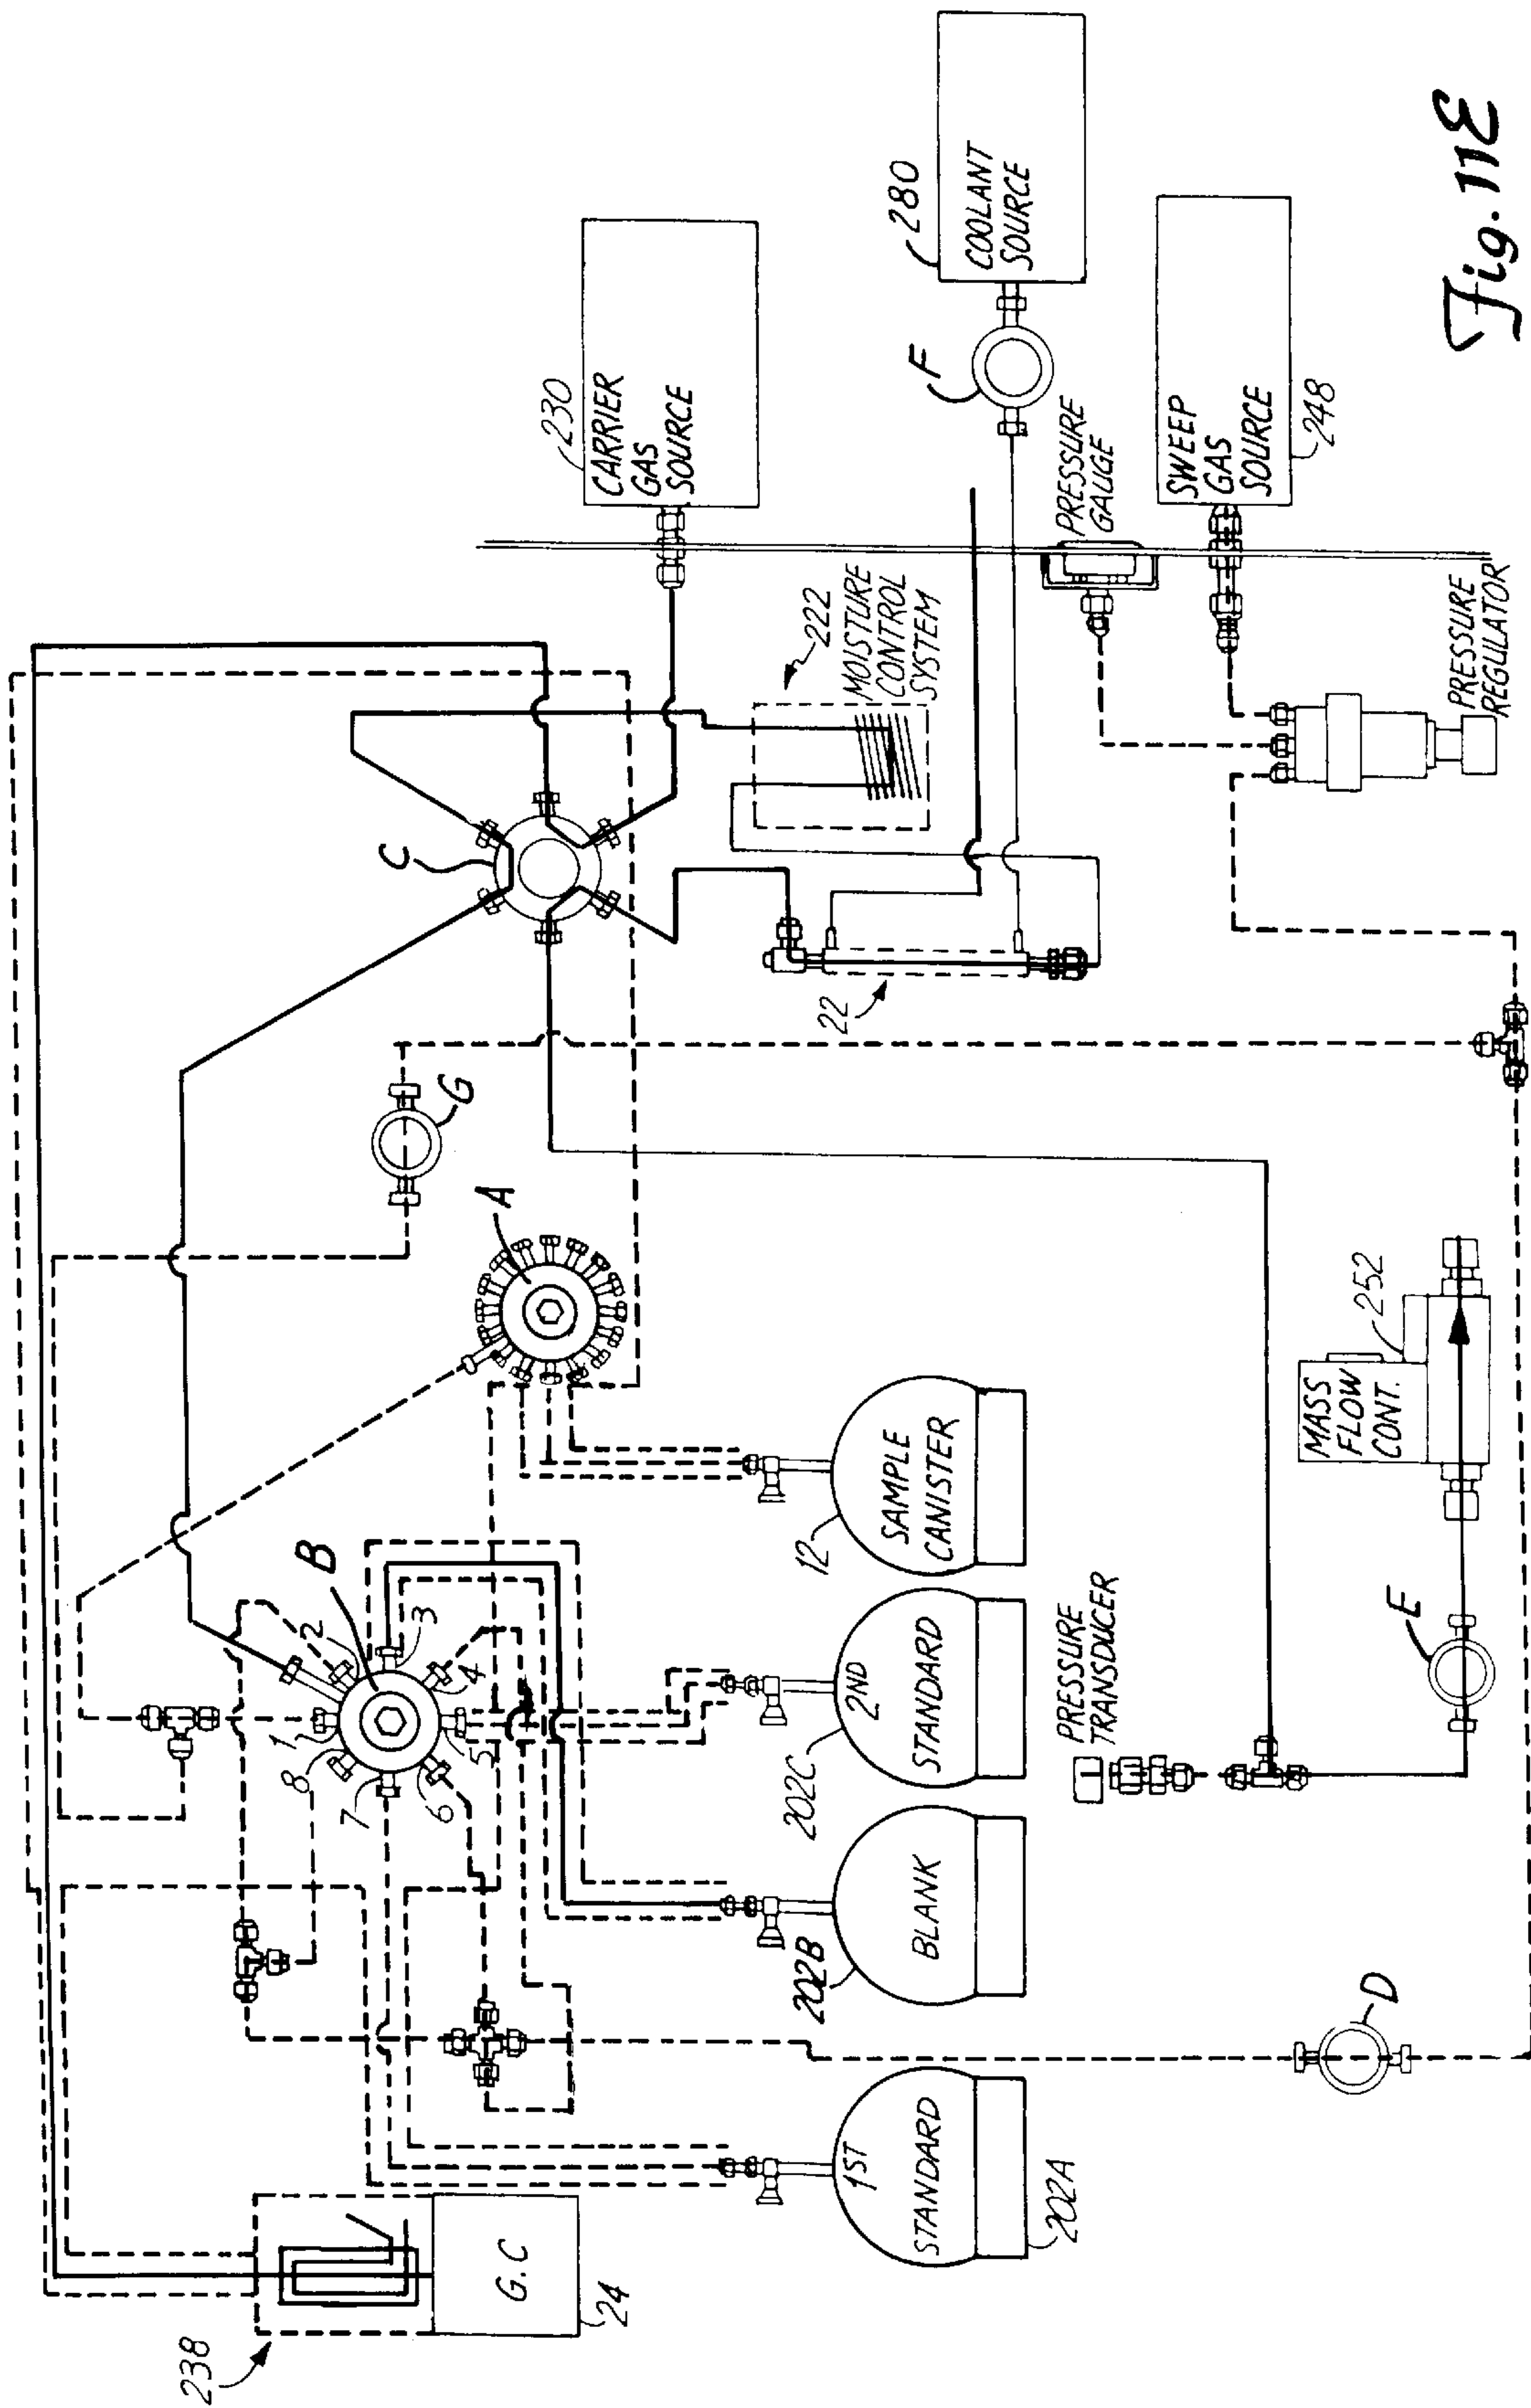 238
G.C
24
1ST
STANDARD
202A
BLANK
202B
2ND
STANDARD
202C
SAMPLE
CANISTER
12
1
2
3
4
5
6
7
8
B
A
G
C
22
222
MOISTURE
CONTROL
SYSTEM
230
CARRIER
GAS
SOURCE
280
COOLANT
SOURCE
F
PRESSURE
GAUGE
SWEEP
GAS
SOURCE
248
PRESSURE
REGULATOR
PRESSURE
TRANSDUCER
E
MASS
FLOW
CONT.
252
D
Fig. 11E